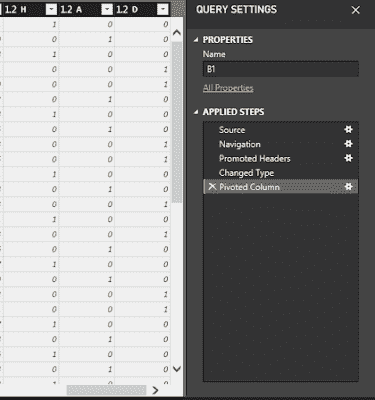 1.2 H 1.2 A 1.2 D
1 0 0
0 1 0
1 0 0
0 0 1
0 1 0
0 0 1
1 0 0
0 1 0
0 0 1
0 0 1
1 0 0
0 1 0
0 0 1
1 0 0
0 0 1
0 1 0
1 0 0
0 1 0
0 0 1
0 0 1
1 0 0
0 1 0
1 0 0
0 1 0
QUERY SETTINGS
PROPERTIES
Name
B1
All Properties
APPLIED STEPS
Source
Navigation
Promoted Headers
Changed Type
Pivoted Column